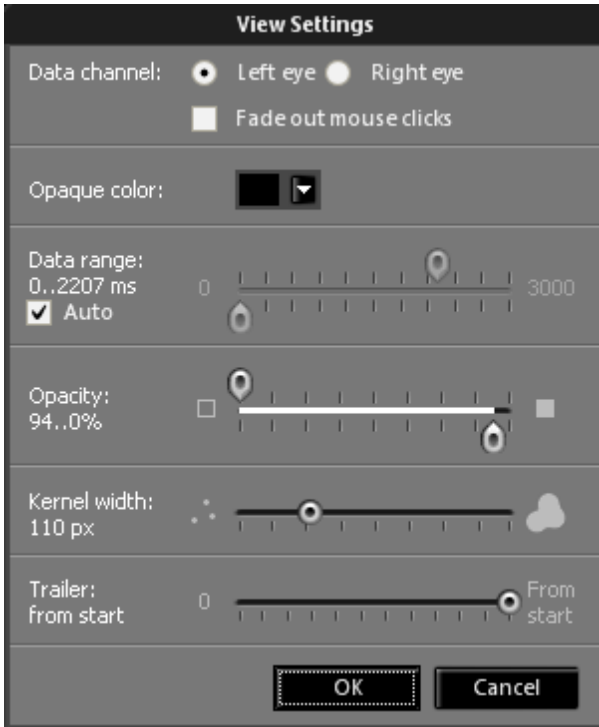 View Settings
Data channel: Left eye Right eye
Fade out mouse clicks
Opaque color:
Data range:
0..2207 ms
0 3000
Auto
Opacity:
94..0%
Kernel width:
110 px
Trailer:
from start
0 From
start
OK Cancel